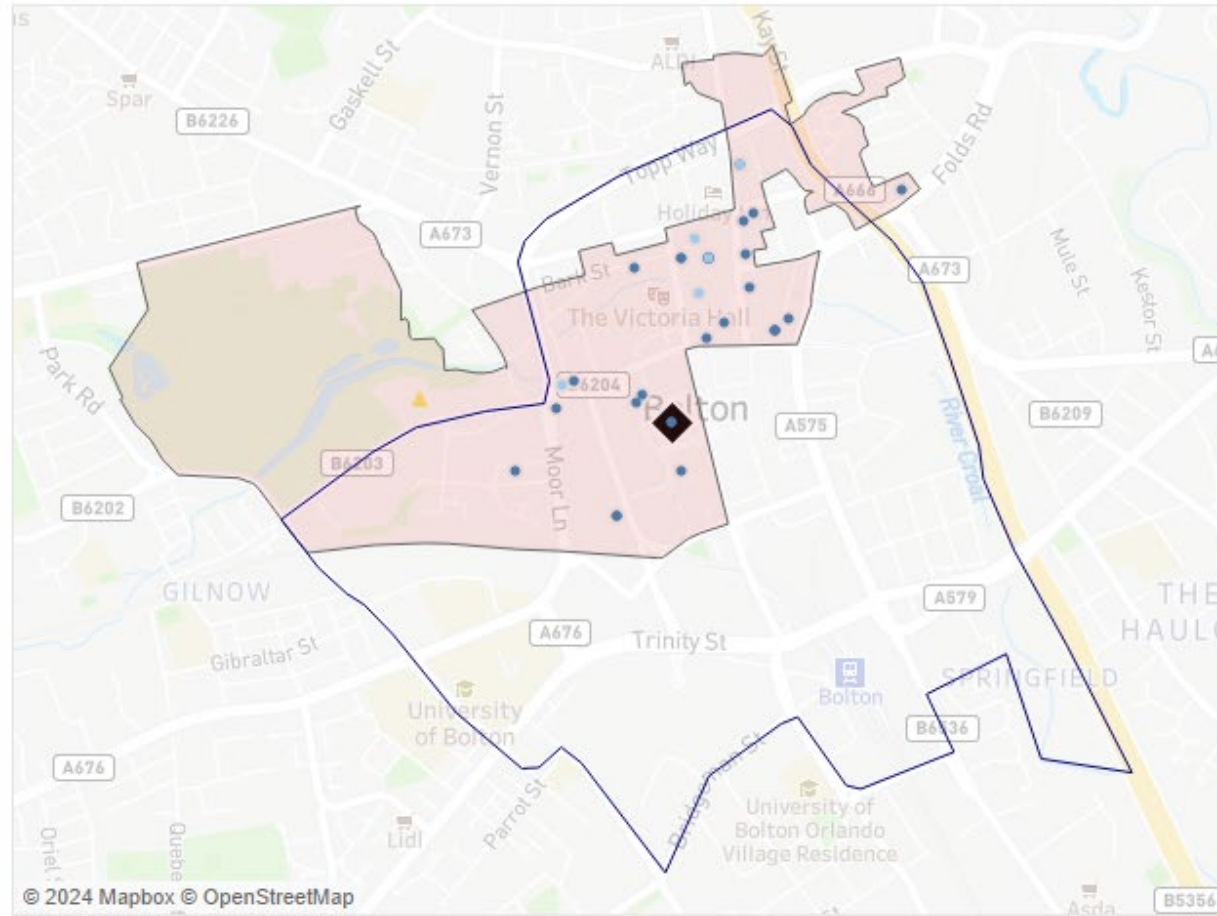 Kay St
ALDI
Spar
Gaskell St
B6226
Vernon St
Topp Way
Folds Rd
A666
A673
Mule St
Bark St
A673
Kestor St
The Victoria Hall
Park Rd
B6204
Bolton
A575
B6209
River Croal
B6203
Moor Ln
B6202
GILNOW
A579
THE
A676
Trinity St
Gibraltar St
Bolton
SPRINGFIELD
University
of Bolton
B6536
A676
Bridgeman St
Parrot St
Lidl
University of
Bolton Orlando
Village Residence
Asda
B5356
© 2024 Mapbox © OpenStreetMap